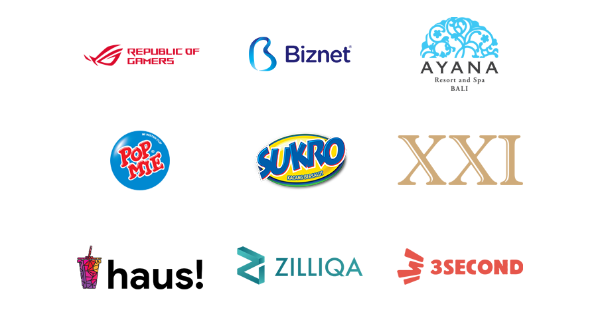 REPUBLIC OF
GAMERS
Biznet
AYANA
Resort and Spa
BALI
POP
MIE
SUKRO
XXI
haus!
ZILLIQA
3SECOND